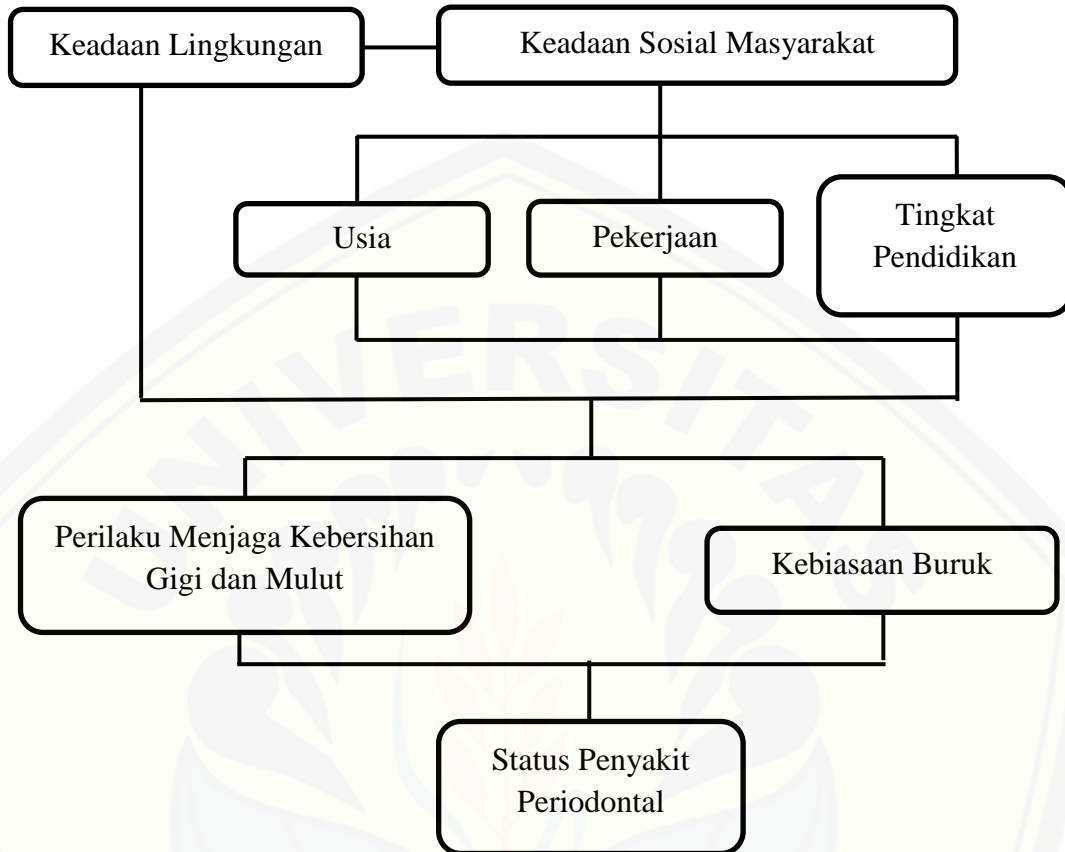 Keadaan Lingkungan
Keadaan Sosial Masyarakat
Usia
Pekerjaan
Tingkat
Pendidikan
UNIVERSITAS
Perilaku Menjaga Kebersihan
Gigi dan Mulut
Kebiasaan Buruk
Status Penyakit
Periodontal